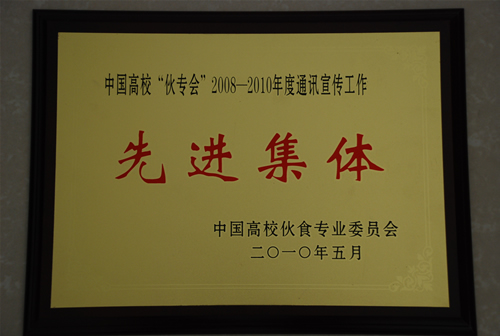 中国高校“伙专会”2008—2010年度通讯宣传工作
先进集体
中国高校伙食专业委员会
二〇一〇年五月